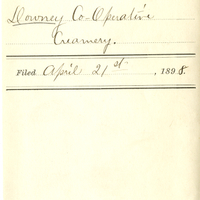 Downey Co-Operative
Creamery.
Filed April 21st, 1898.